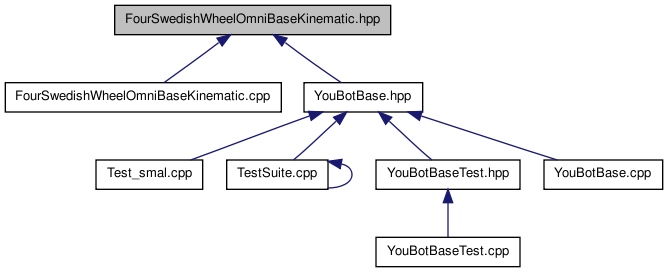 FourSwedishWheelOmniBaseKinematic.hpp
FourSwedishWheelOmniBaseKinematic.cpp
YouBotBase.hpp
Test_smal.cpp
TestSuite.cpp
YouBotBaseTest.hpp
YouBotBase.cpp
YouBotBaseTest.cpp